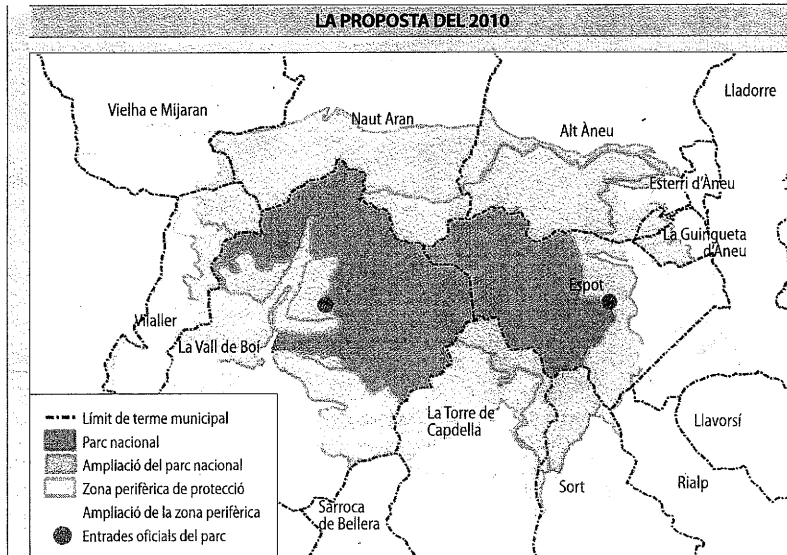 LA PROPOSTA DEL 2010
Lladorre
Vielha e Mijaran
Naut Aran
Alt Àneu
Esterri d'Àneu
La Guingueta
d'Àneu
Espot
Vilaller
La Vall de Boí
La Torre de
Capdella
Llavorsí
Sort
Rialp
Sarroca
de Bellera
Límit de terme municipal
Parc nacional
Ampliació del parc nacional
Zona perifèrica de protecció
Ampliació de la zona perifèrica
Entrades oficials del parc